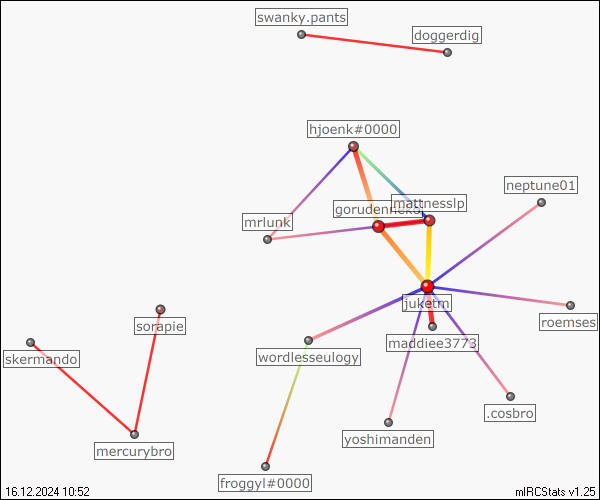 swanky.pants
doggerdig
hjoenk#0000
neptune01
mattnesslp
mrlunk
juketm
roemses
sorapie
maddiee3773
skermando
wordlesseulogy
.cosbro
yoshimanden
mercurybro
froggyl#0000
16.12.2024 10:52
mIRCStats v1.25